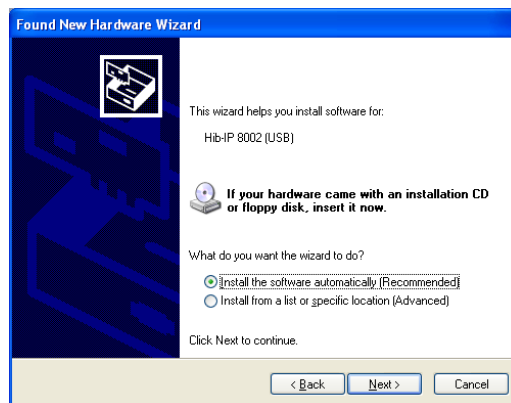 Found New Hardware Wizard
This wizard helps you install software for:
Hib-IP 8002 (USB)
If your hardware came with an installation CD
or floppy disk, insert it now.
What do you want the wizard to do?
Install the software automatically (Recommended)
Install from a list or specific location (Advanced)
Click Next to continue.
< Back
Next >
Cancel